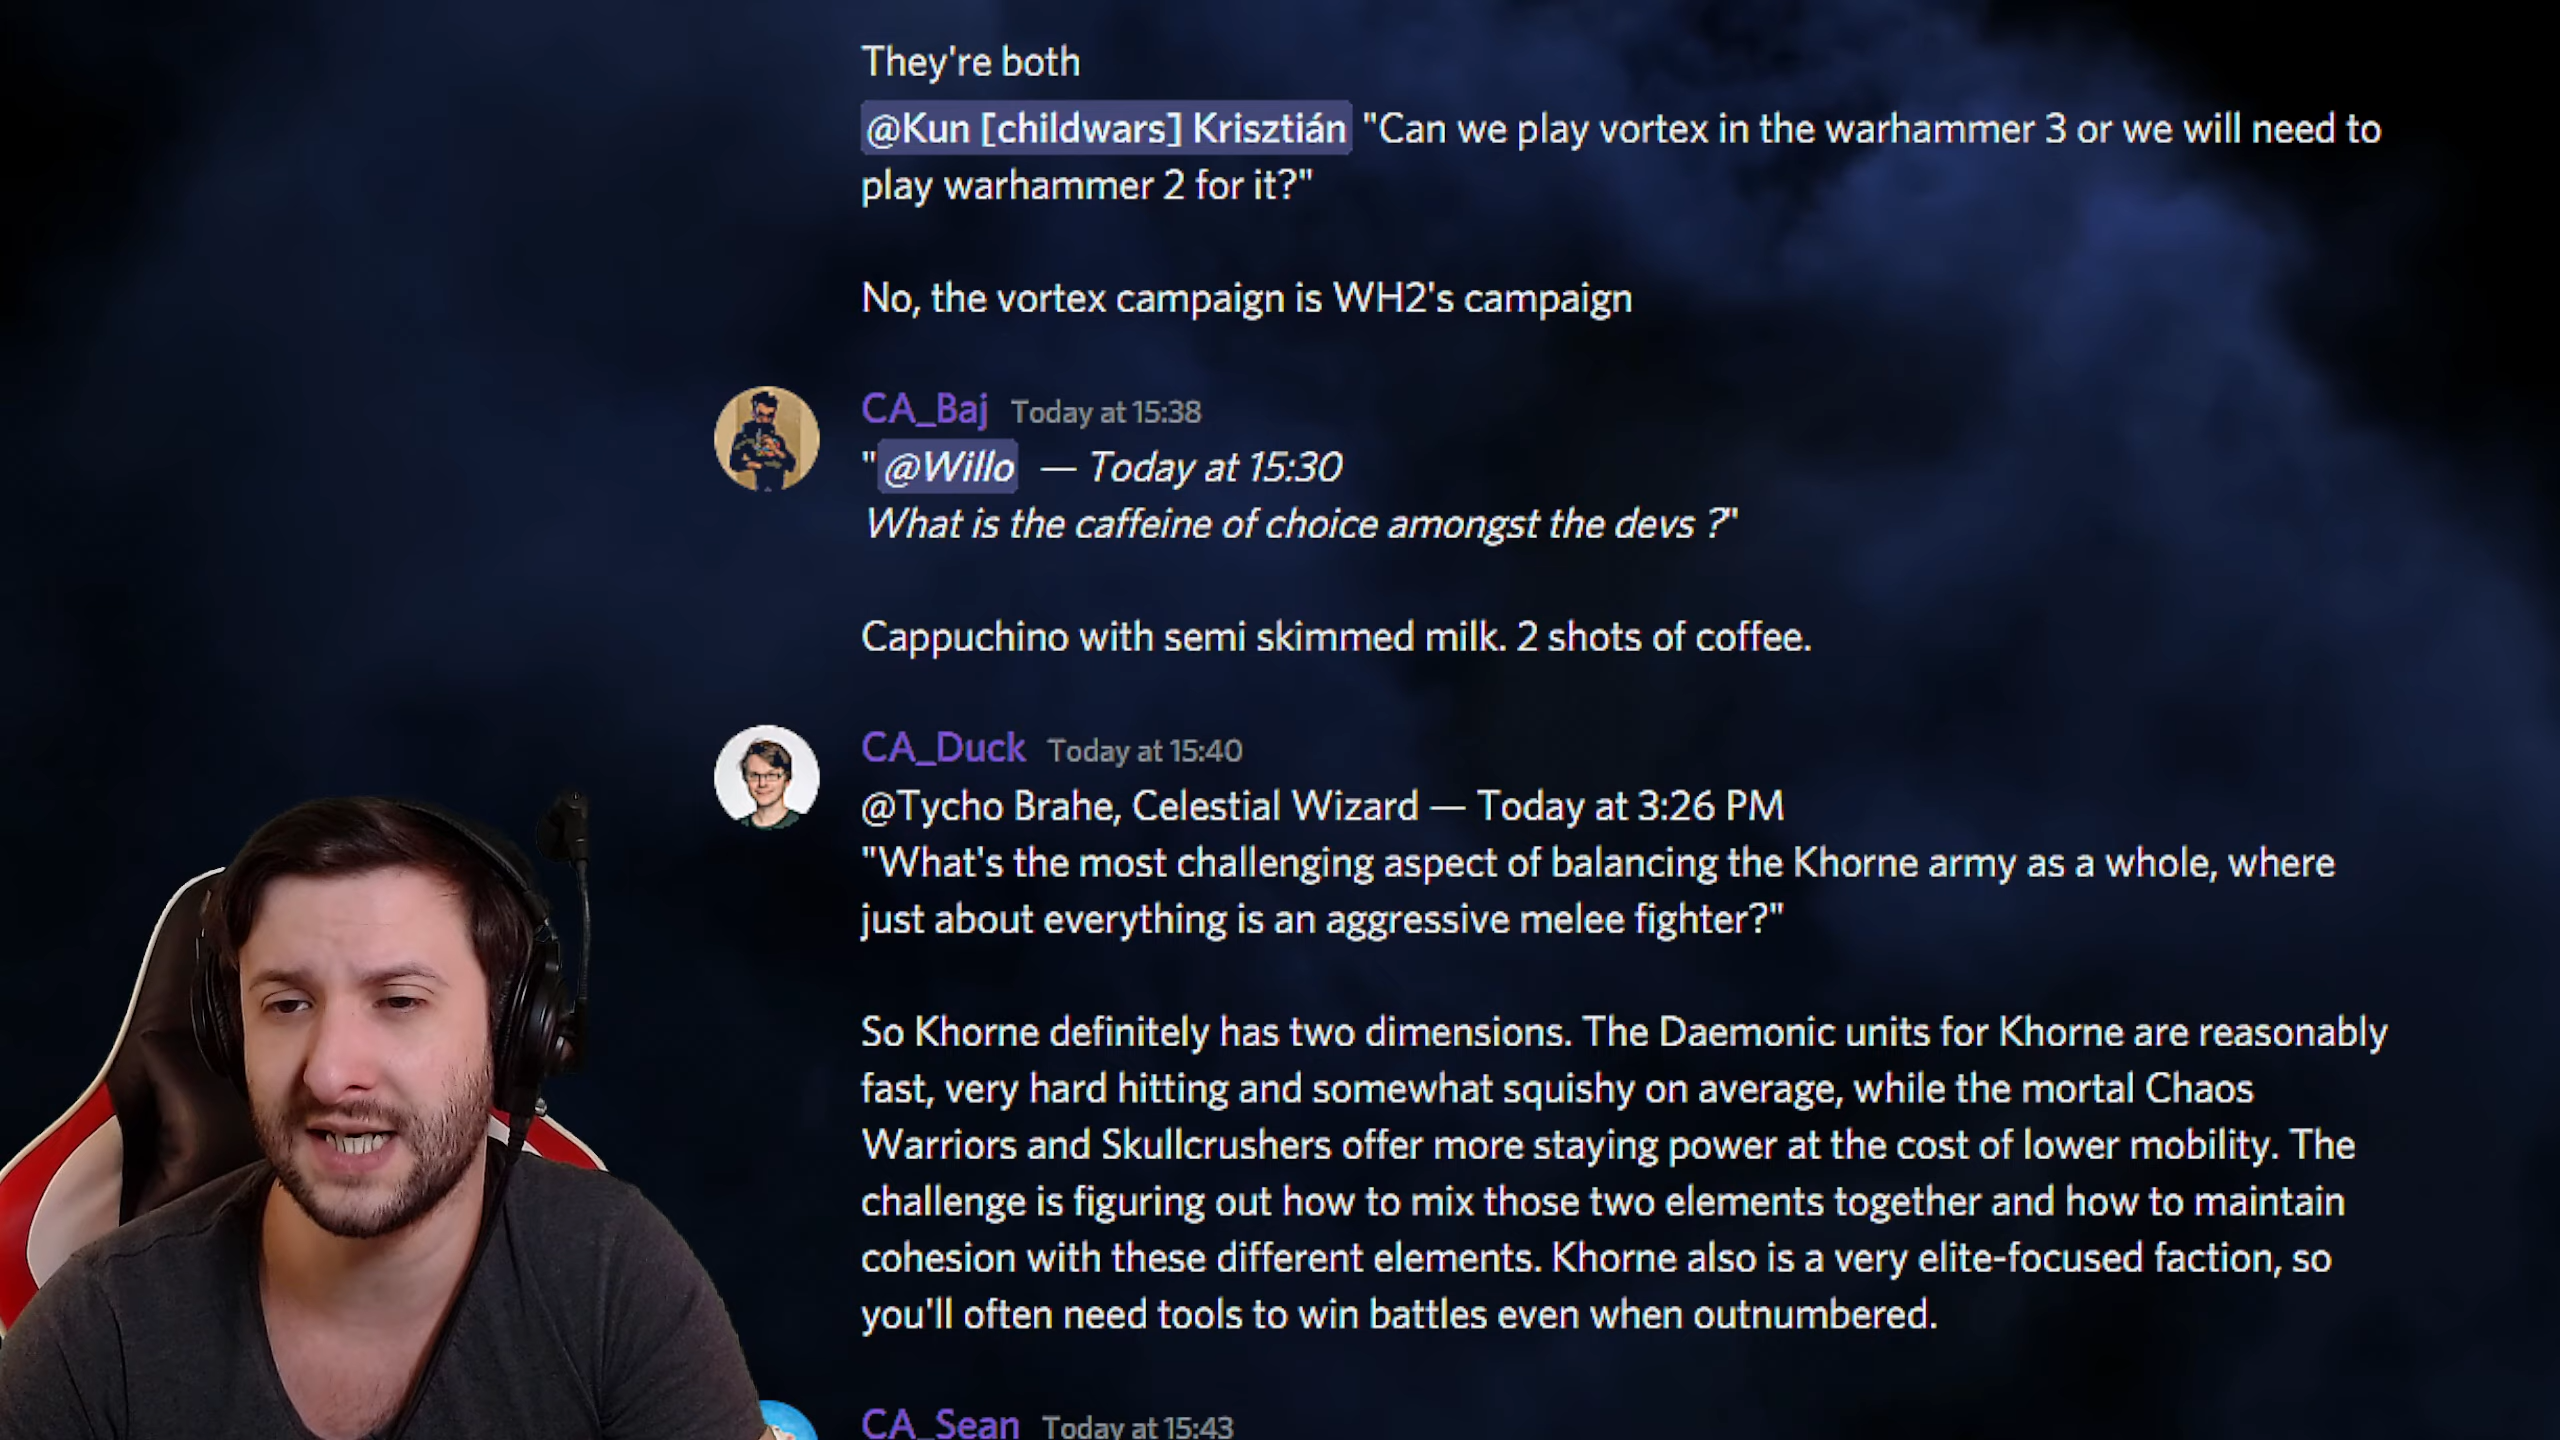 They're both
@Kun [childwars] Krisztián "Can we play vortex in the warhammer 3 or we will need to
play warhammer 2 for it?"
No, the vortex campaign is WH2's campaign
CA_Baj Today at 15:38
"@Willo — Today at 15:30
What is the caffeine of choice amongst the devs ?"
Cappuchino with semi skimmed milk. 2 shots of coffee.
CA_Duck Today at 15:40
@Tycho Brahe, Celestial Wizard — Today at 3:26 PM
"What's the most challenging aspect of balancing the Khorne army as a whole, where
just about everything is an aggressive melee fighter?"
So Khorne definitely has two dimensions. The Daemonic units for Khorne are reasonably
fast, very hard hitting and somewhat squishy on average, while the mortal Chaos
Warriors and Skullcrushers offer more staying power at the cost of lower mobility. The
challenge is figuring out how to mix those two elements together and how to maintain
cohesion with these different elements. Khorne also is a very elite-focused faction, so
you'll often need tools to win battles even when outnumbered.
CA_Sean Today at 15:43